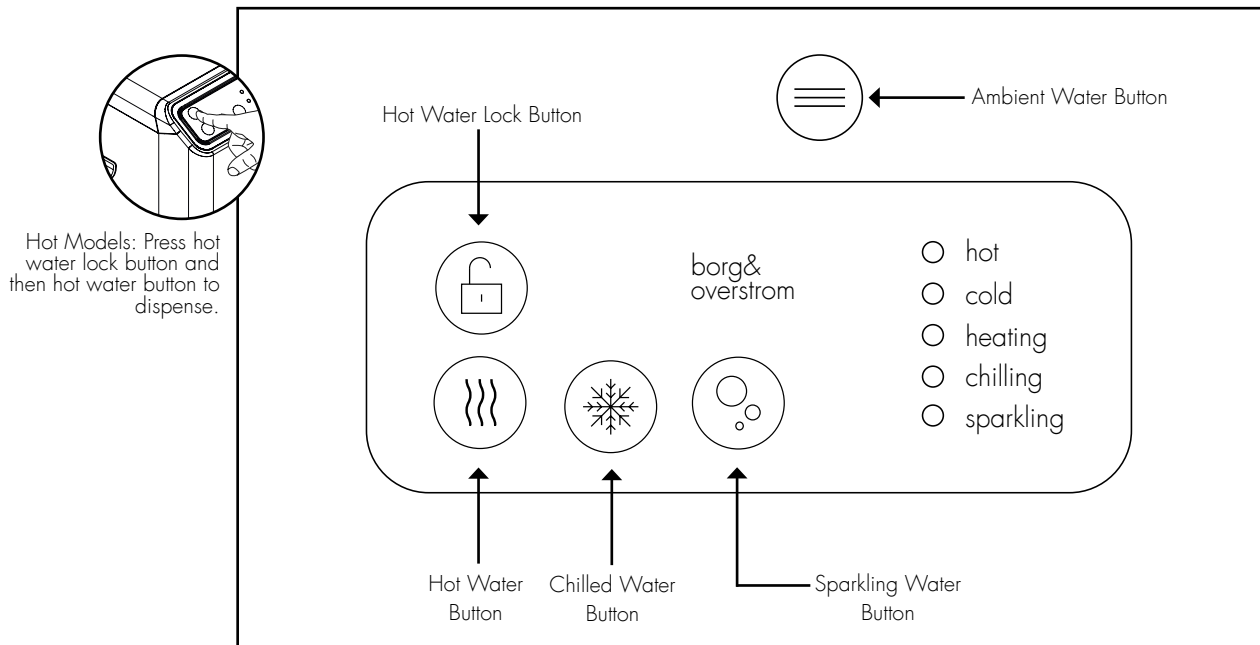 Ambient Water Button
Hot Water Lock Button
Hot Models: Press hot
water lock button and
then hot water button to
dispense.
borg&
overstrom
hot
cold
heating
chilling
sparkling
Hot Water
Button
Chilled Water
Button
Sparkling Water
Button